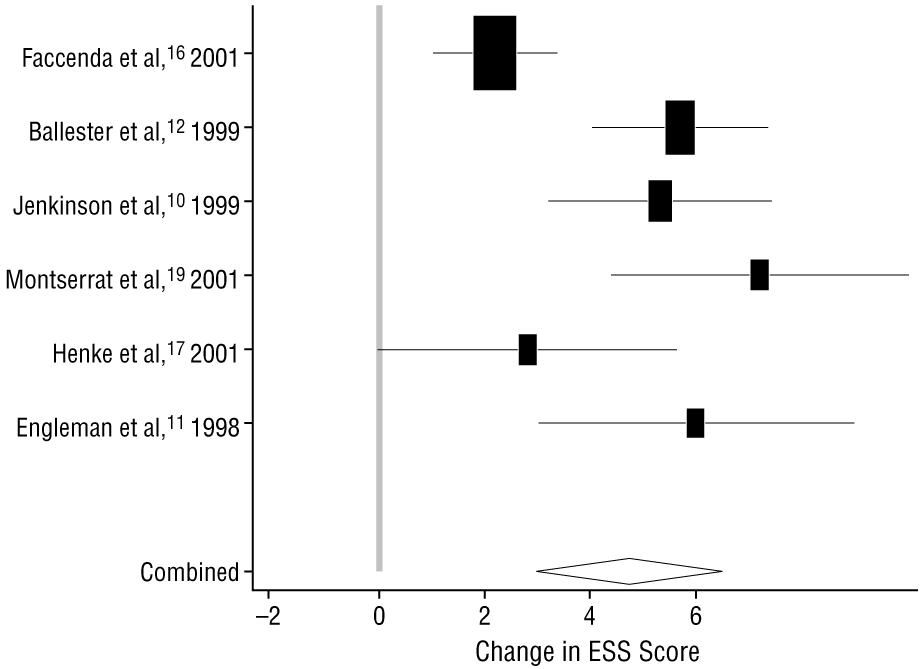 Faccenda et al,16 2001
Ballester et al,12 1999
Jenkinson et al,10 1999
Montserrat et al,19 2001
Henke et al,17 2001
Engleman et al,11 1998
Combined
–2 0 2 4 6
Change in ESS Score